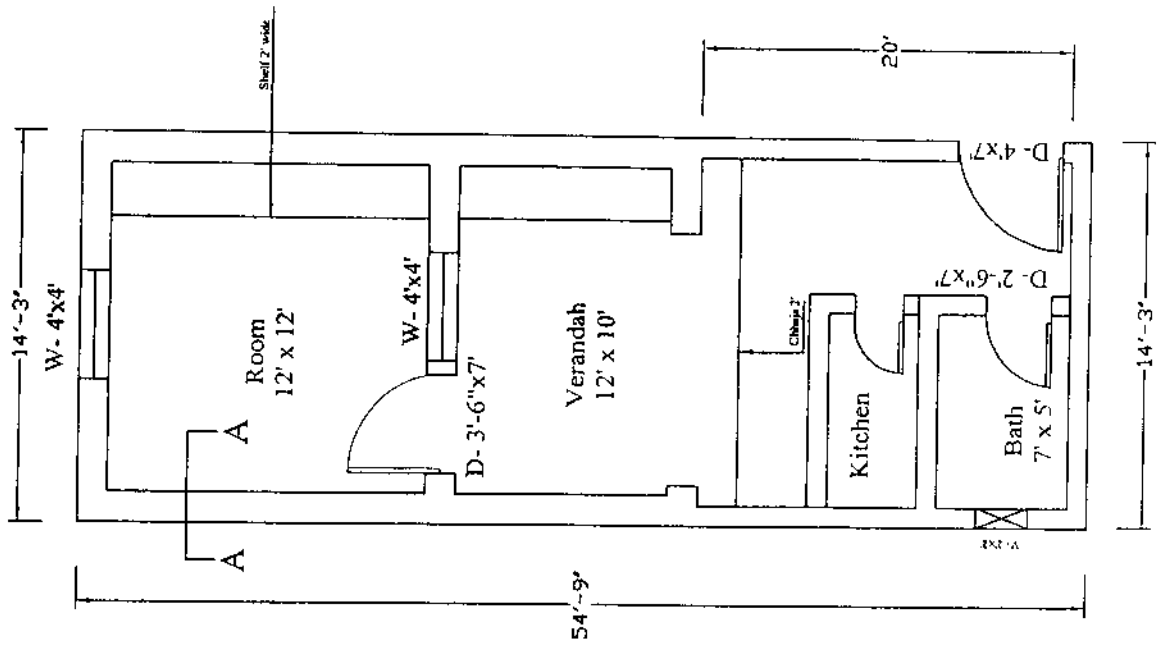 14'-3"
W- 4'x4'
Shelf 2' wide
A
A
Room
12' x 12'
W- 4'x4'
D- 3'-6"x7'
Verandah
12' x 10'
20'
Chhajja 2'
D- 4'x7'
D- 2'-6"x7'
Kitchen
Bath
7' x 5'
54'-9"
14'-3"